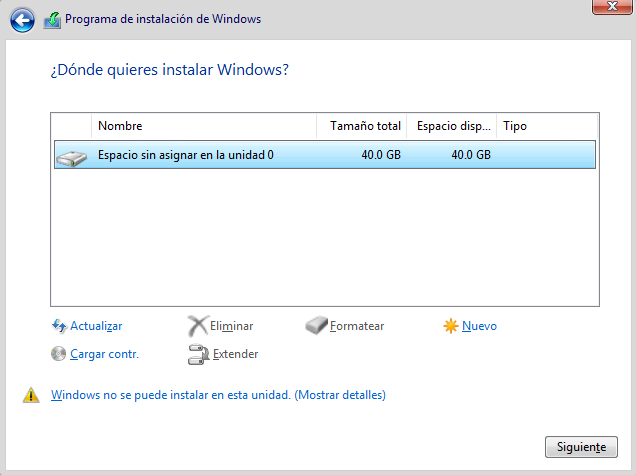 Programa de instalación de Windows
¿Dónde quieres instalar Windows?
Nombre Tamaño total Espacio disp... Tipo
Espacio sin asignar en la unidad 0 40.0 GB 40.0 GB
Actualizar Eliminar Formatear Nuevo
Cargar contr. Extender
Windows no se puede instalar en esta unidad. (Mostrar detalles)
Siguiente